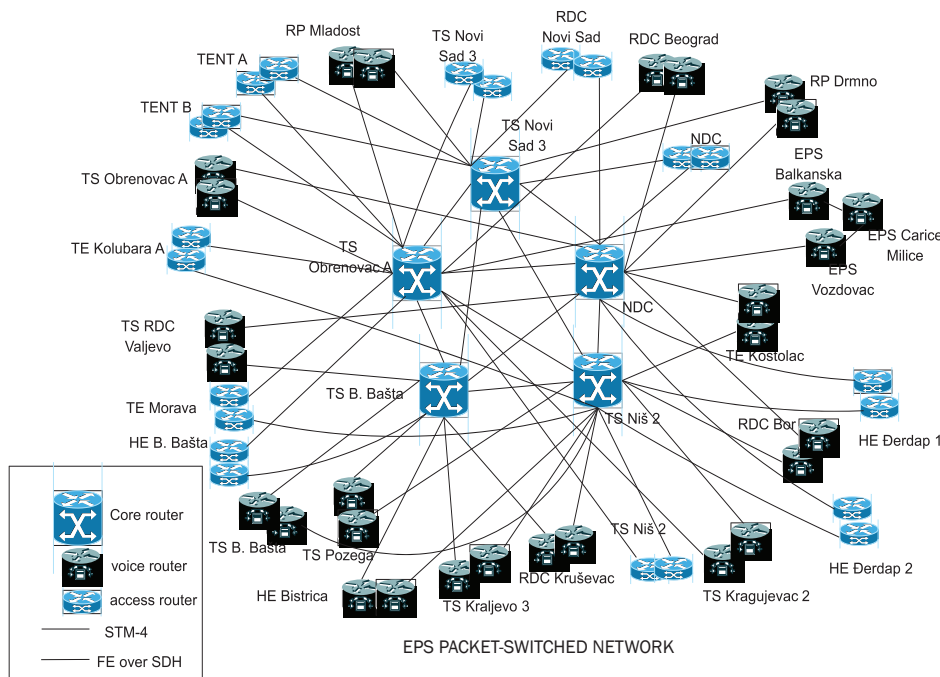 RP Mladost
TS Novi
Sad 3
RDC
Novi Sad
RDC Beograd
TENT A
RP Drmno
TENT B
TS Novi
Sad 3
NDC
EPS
Balkanska
TS Obrenovac A
EPS Carice
Milice
TE Kolubara A
TS
Obrenovac A
EPS
Vozdovac
NDC
TS RDC
Valjevo
TE Kostolac
TS B. Bašta
TE Morava
TS Niš 2
RDC Bor
HE Đerdap 1
HE B. Bašta
Core router
voice router
access router
STM-4
FE over SDH
TS B. Bašta
TS Pozega
TS Niš 2
HE Đerdap 2
RDC Kruševac
HE Bistrica
TS Kraljevo 3
TS Kragujevac 2
EPS PACKET-SWITCHED NETWORK